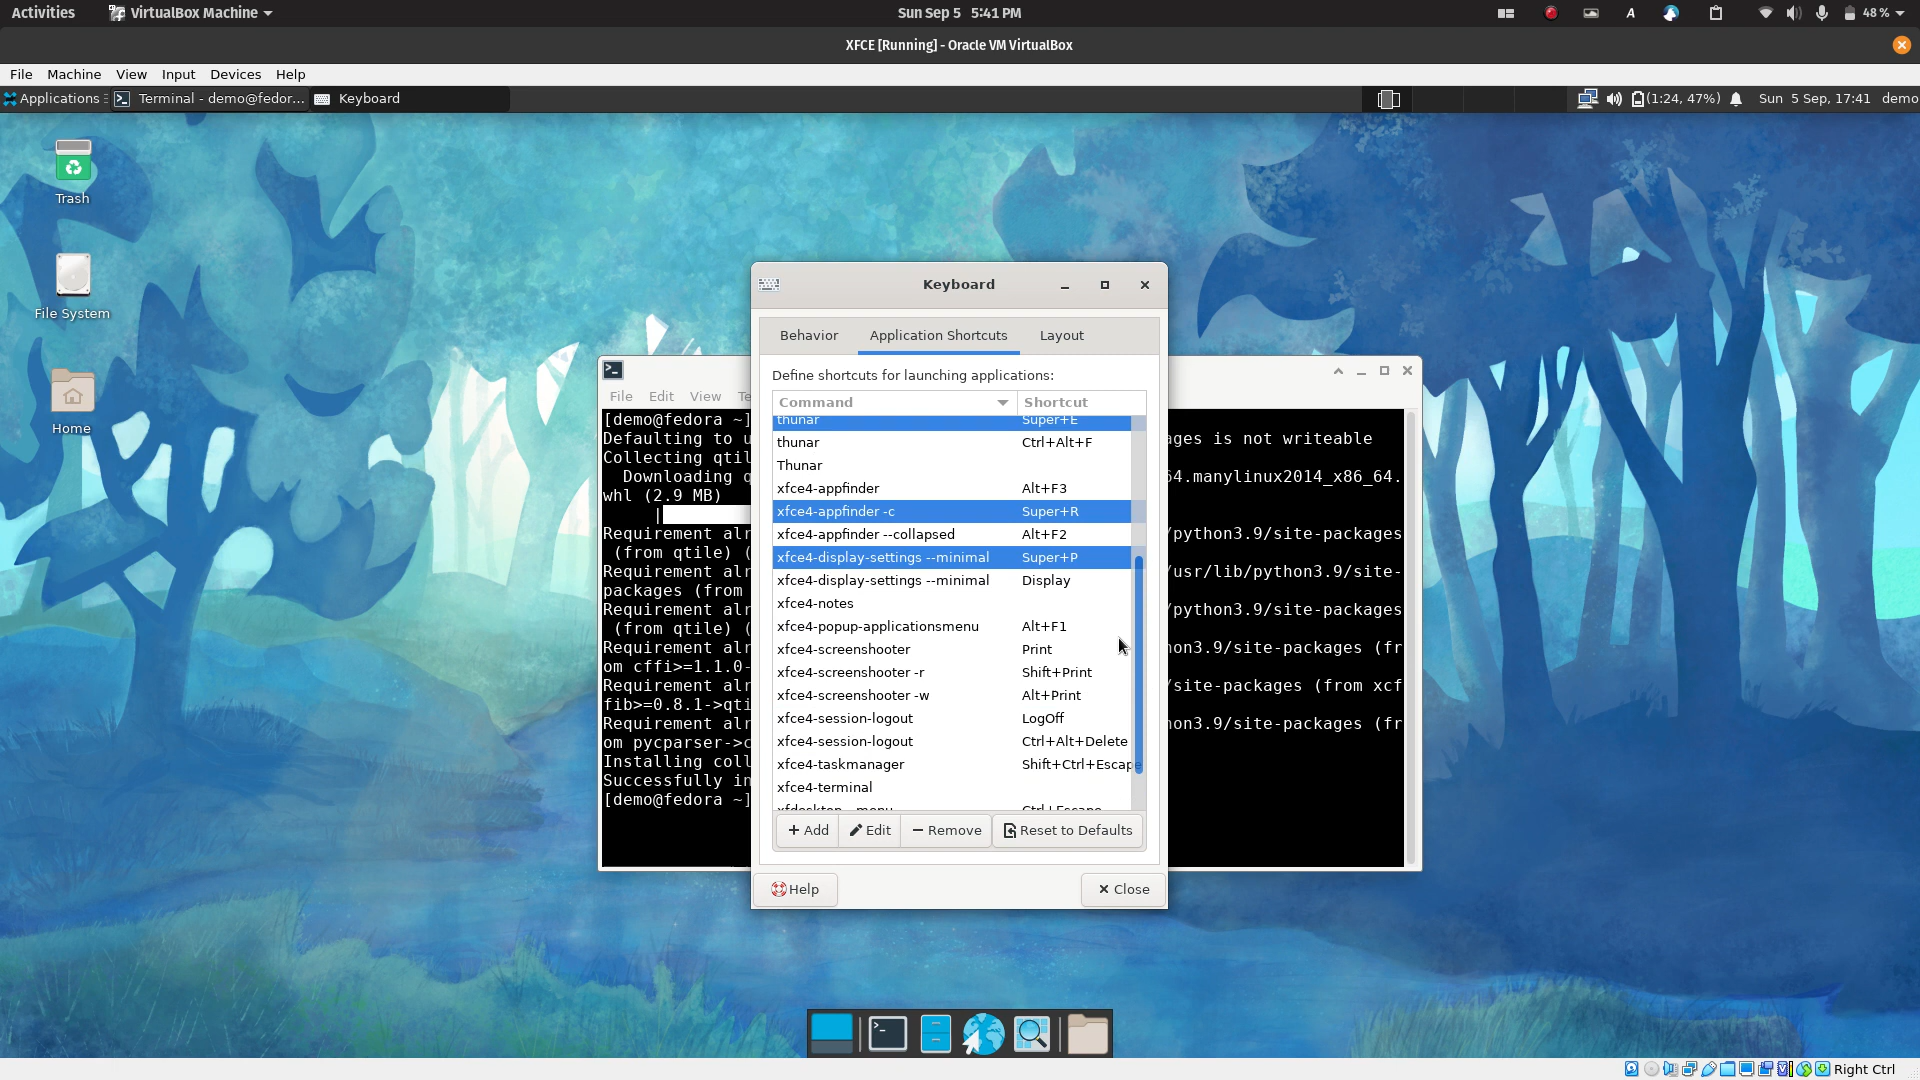 Activities
VirtualBox Machine
Sun Sep 5 5:41 PM
48 %
XFCE [Running] - Oracle VM VirtualBox
File Machine View Input Devices Help
Applications
Terminal - demo@fedor...
Keyboard
(1:24, 47%)
Sun 5 Sep, 17:41
demo
Trash
File System
Home
Keyboard
Behavior
Application Shortcuts
Layout
Define shortcuts for launching applications:
Command Shortcut
thunar Super+E
thunar Ctrl+Alt+F
Thunar
xfce4-appfinder Alt+F3
xfce4-appfinder -c Super+R
xfce4-appfinder --collapsed Alt+F2
xfce4-display-settings --minimal Super+P
xfce4-display-settings --minimal Display
xfce4-notes
xfce4-popup-applicationsmenu Alt+F1
xfce4-screenshooter Print
xfce4-screenshooter -r Shift+Print
xfce4-screenshooter -w Alt+Print
xfce4-session-logout LogOff
xfce4-session-logout Ctrl+Alt+Delete
xfce4-taskmanager Shift+Ctrl+Escape
xfce4-terminal
xfdesktop --menu Ctrl+Escape
Add
Edit
Remove
Reset to Defaults
Help
Close
File Edit View Te
[demo@fedora ~]
Defaulting to u ages is not writeable
Collecting qtil
Downloading q 64.manylinux2014_x86_64.
whl (2.9 MB)
|
Requirement alr /python3.9/site-packages
(from qtile) (
Requirement alr /usr/lib/python3.9/site-
packages (from
Requirement alr /python3.9/site-packages
(from qtile) (
Requirement alr hon3.9/site-packages (fr
om cffi>=1.1.0-
Requirement alr /site-packages (from xcf
fib>=0.8.1->qti
Requirement alr hon3.9/site-packages (fr
om pycparser->c
Installing coll
Successfully in
[demo@fedora ~]
Right Ctrl